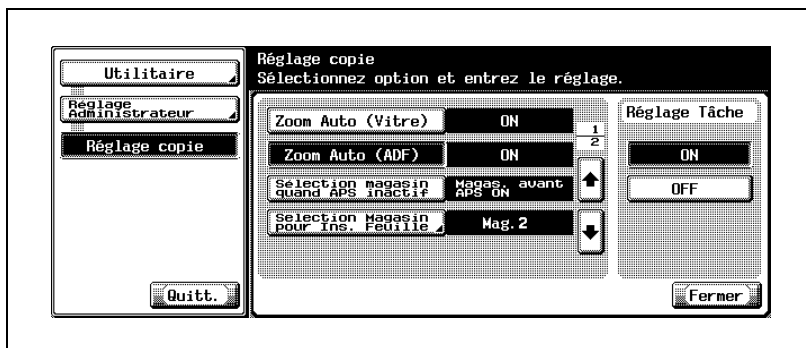 Utilitaire
Réglage
Administrateur
Réglage copie
Quitt.
Réglage copie
Sélectionnez option et entrez le réglage.
Zoom Auto (Vitre) ON
Zoom Auto (ADF) ON
Sélection magasin
quand APS inactif
Magas. avant
APS ON
Sélection Magasin
pour Ins. Feuille
Mag.2
1
2
Réglage Tâche
ON
OFF
Fermer